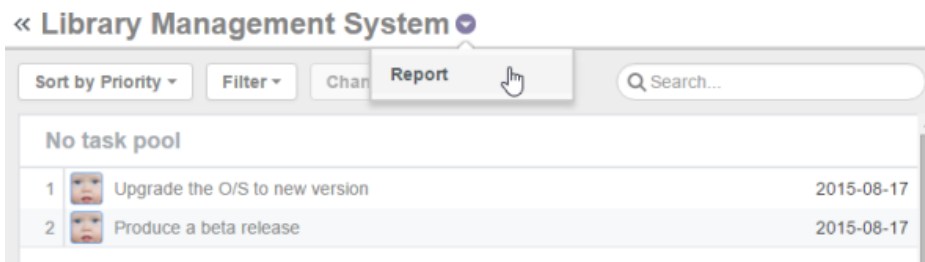 « Library Management System
Sort by Priority Filter Chan Report Search...
No task pool
1 Upgrade the O/S to new version 2015-08-17
2 Produce a beta release 2015-08-17